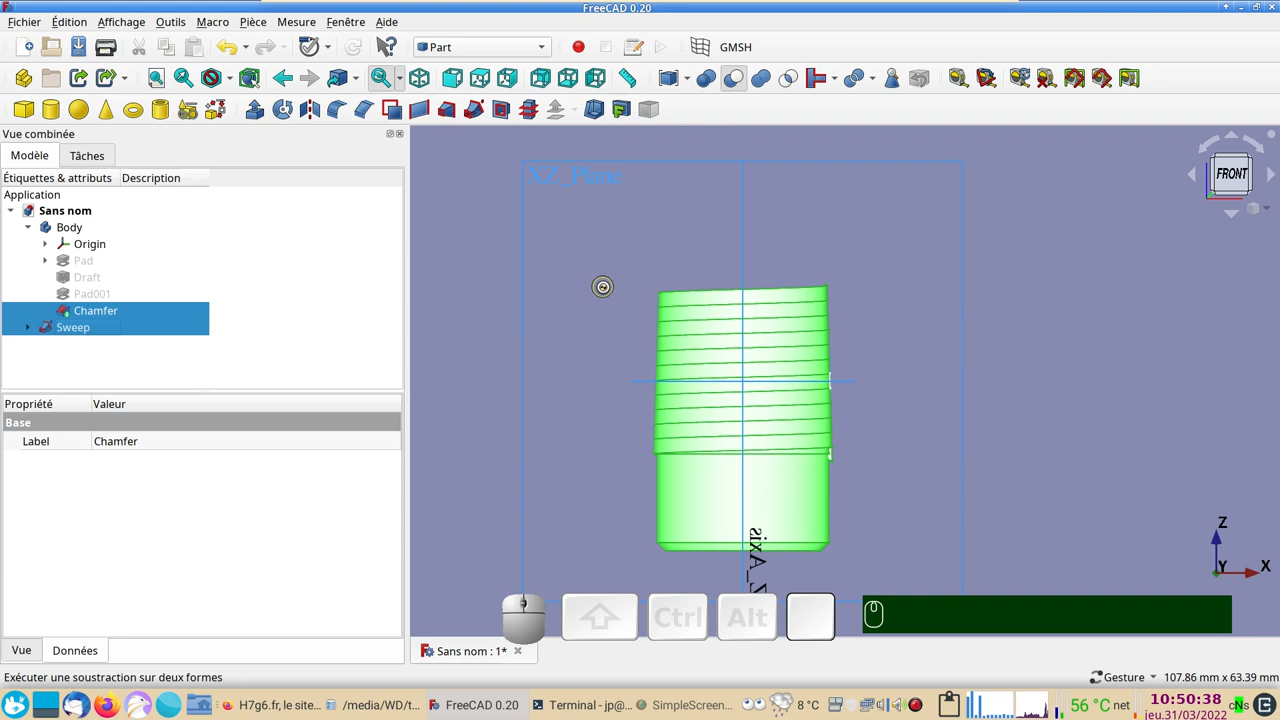 FreeCAD 0.20
Fichier Édition Affichage Outils Macro Pièce Mesure Fenêtre Aide
Part GMSH
Vue combinée
Modèle Tâches
Étiquettes & attributs Description
Application
Sans nom
Body
Origin
Pad
Draft
Pad001
Chamfer
Sweep
Propriété Valeur
Base
Label Chamfer
Vue Données
XZ_Plane
FRONT
Z
Y X
Ctrl Alt
Sans nom : 1*
Exécuter une soustraction sur deux formes
Gesture 107.86 mm x 63.39 mm
H7g6.fr, le site... /media/WD/t... FreeCAD 0.20 Terminal - jp@... SimpleScreen... 8 °C 56 °C net 10:50:38
jeu.31/03/2022